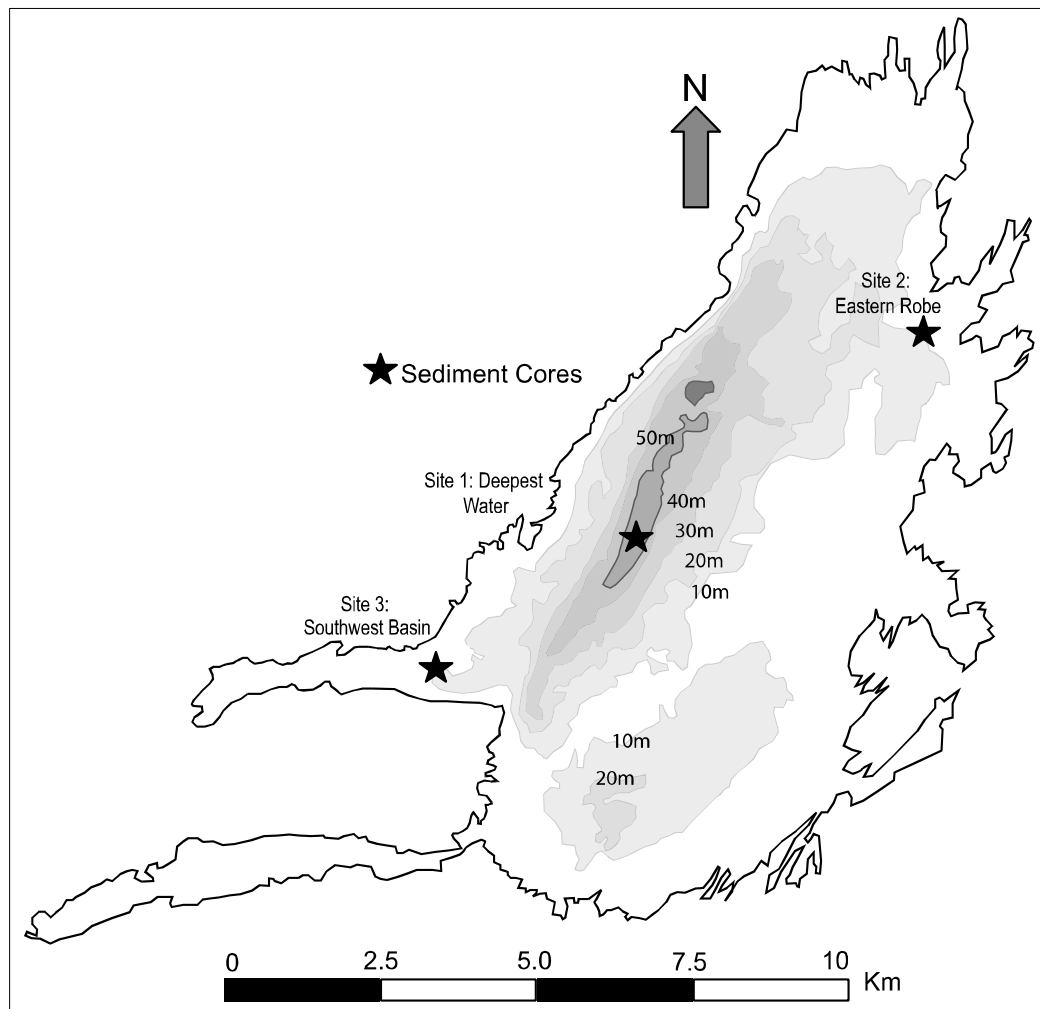 N
Site 2:
Eastern Robe
Sediment Cores
50m
Site 1: Deepest
Water
40m
30m
20m
10m
Site 3:
Southwest Basin
10m
20m
0 2.5 5.0 7.5 10
Km